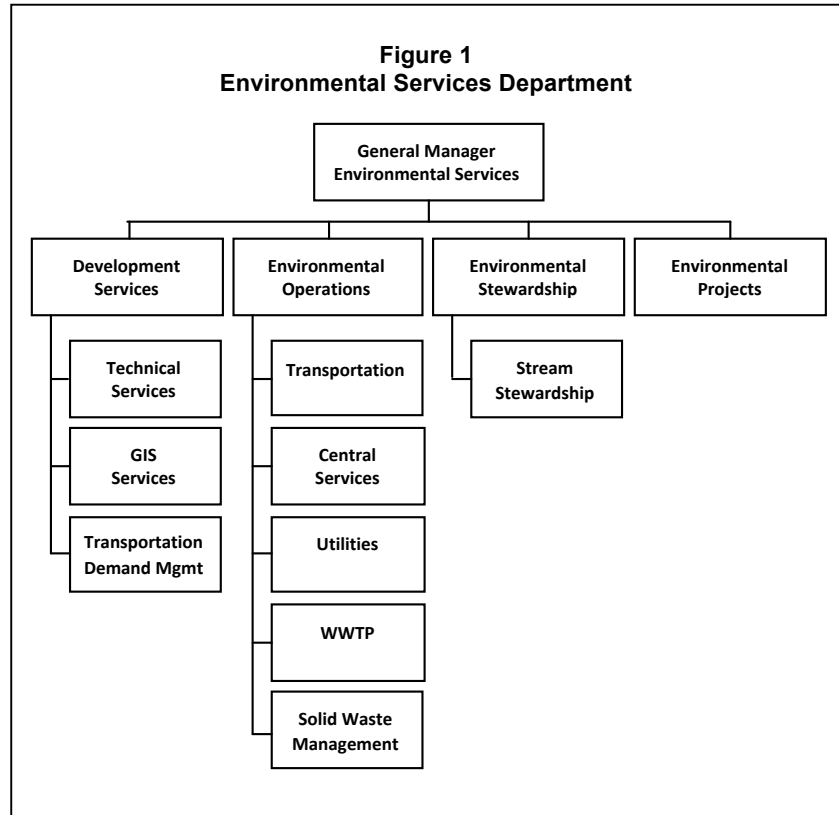 Figure 1
Environmental Services Department
General Manager
Environmental Services
Development
Services
Environmental
Operations
Environmental
Stewardship
Environmental
Projects
Technical
Services
GIS
Services
Transportation
Demand Mgmt
Transportation
Central
Services
Utilities
WWTP
Solid Waste
Management
Stream
Stewardship